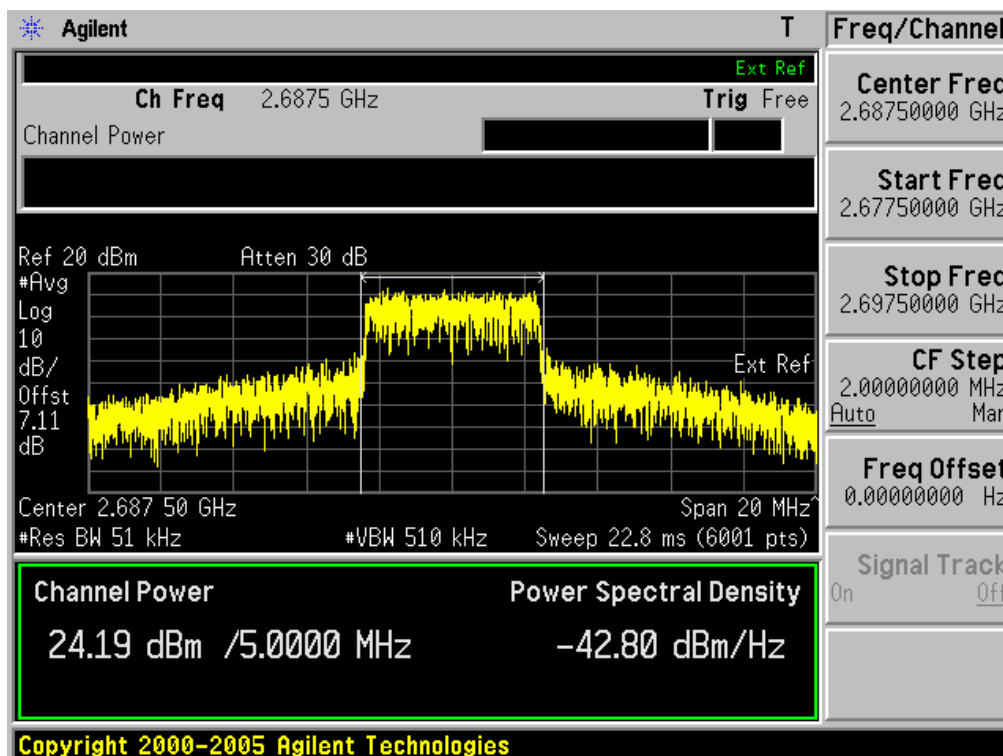 Agilent
T
Freq/Channel
Ext Ref
Ch Freq 2.6875 GHz
Trig Free
Channel Power
Center Freq
2.68750000 GHz
Start Freq
2.67750000 GHz
Stop Freq
2.69750000 GHz
CF Step
2.00000000 MHz
Auto Man
Freq Offset
0.00000000 Hz
Signal Track
On Off
Ref 20 dBm
Atten 30 dB
#Avg
Log
10
dB/
Offst
7.11
dB
Ext Ref
Center 2.687 50 GHz
Span 20 MHz^
#Res BW 51 kHz
#VBW 510 kHz
Sweep 22.8 ms (6001 pts)
Channel Power
Power Spectral Density
24.19 dBm /5.0000 MHz
-42.80 dBm/Hz
Copyright 2000-2005 Agilent Technologies